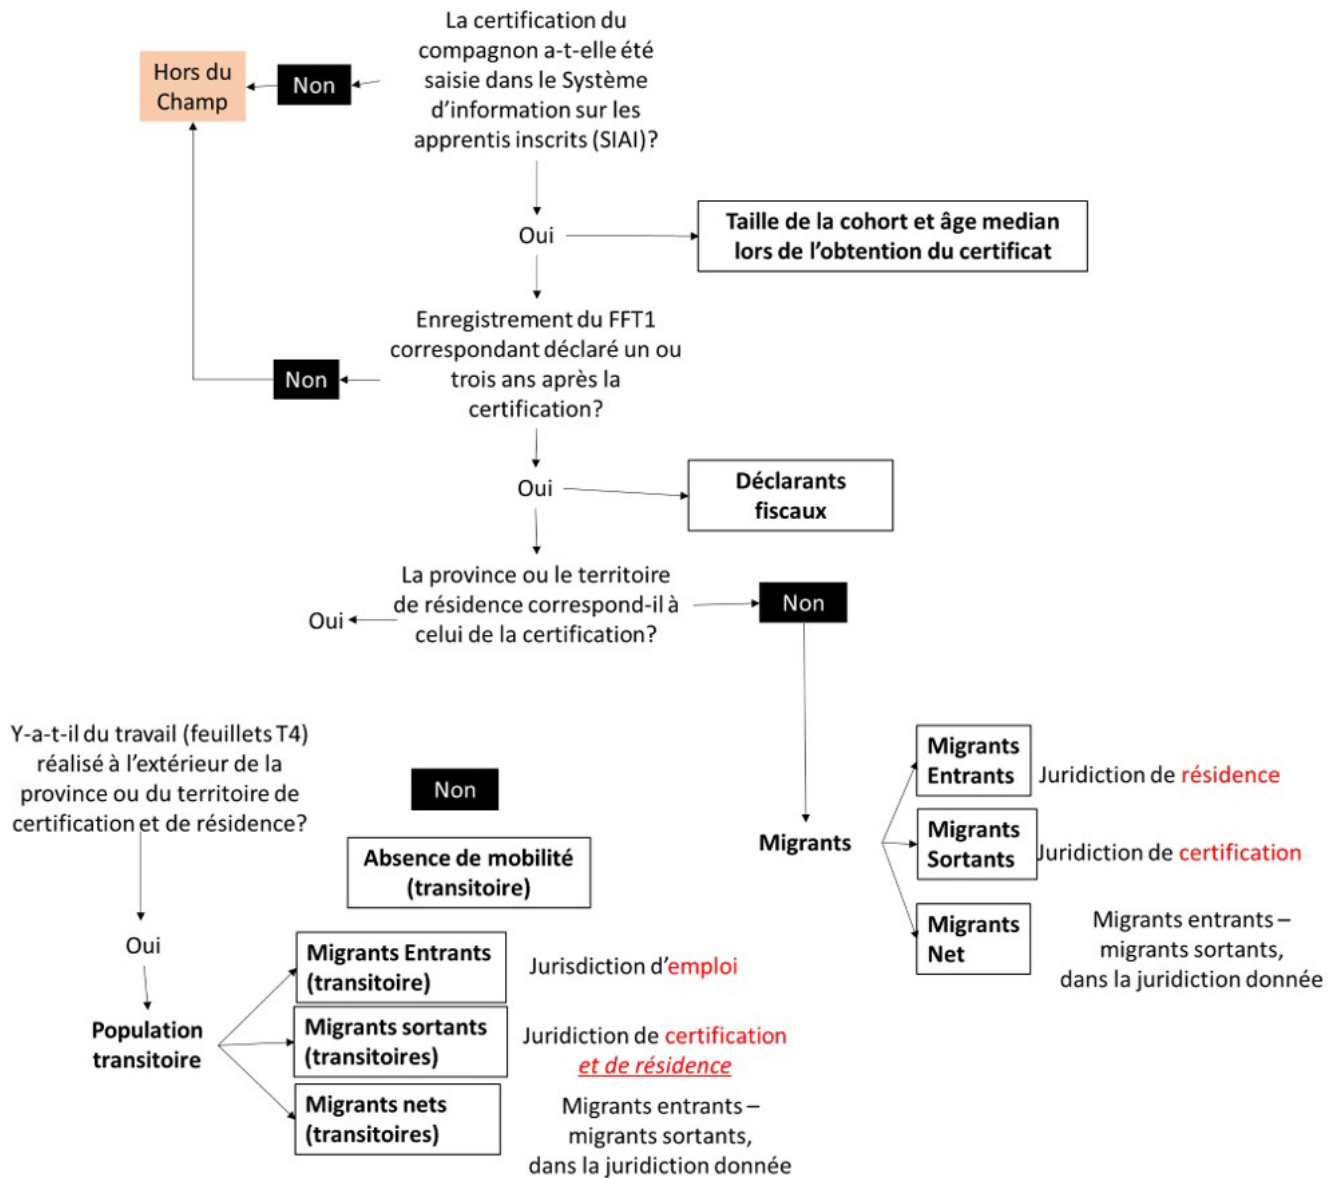 La certification du
compagnon a-t-elle été
saisie dans le Système
d'information sur les
apprentis inscrits (SIAI)?
Non
Hors du
Champ
Oui
Taille de la cohort et âge median
lors de l'obtention du certificat
Enregistrement du FFT1
correspondant déclaré un ou
trois ans après la
certification?
Non
Oui
Déclarants
fiscaux
La province ou le territoire
de résidence correspond-il à
celui de la certification?
Oui
Non
Y-a-t-il du travail (feuillets T4)
réalisé à l'extérieur de la
province ou du territoire de
certification et de résidence?
Non
Absence de mobilité
(transitoire)
Oui
Population
transitoire
Migrants Entrants
(transitoire)
Jurisdiction d'emploi
Migrants sortants
(transitoires)
Juridiction de certification
et de résidence
Migrants nets
(transitoires)
Migrants entrants –
migrants sortants,
dans la juridiction donnée
Migrants
Migrants
Entrants
Juridiction de résidence
Migrants
Sortants
Juridiction de certification
Migrants
Net
Migrants entrants –
migrants sortants,
dans la juridiction donnée